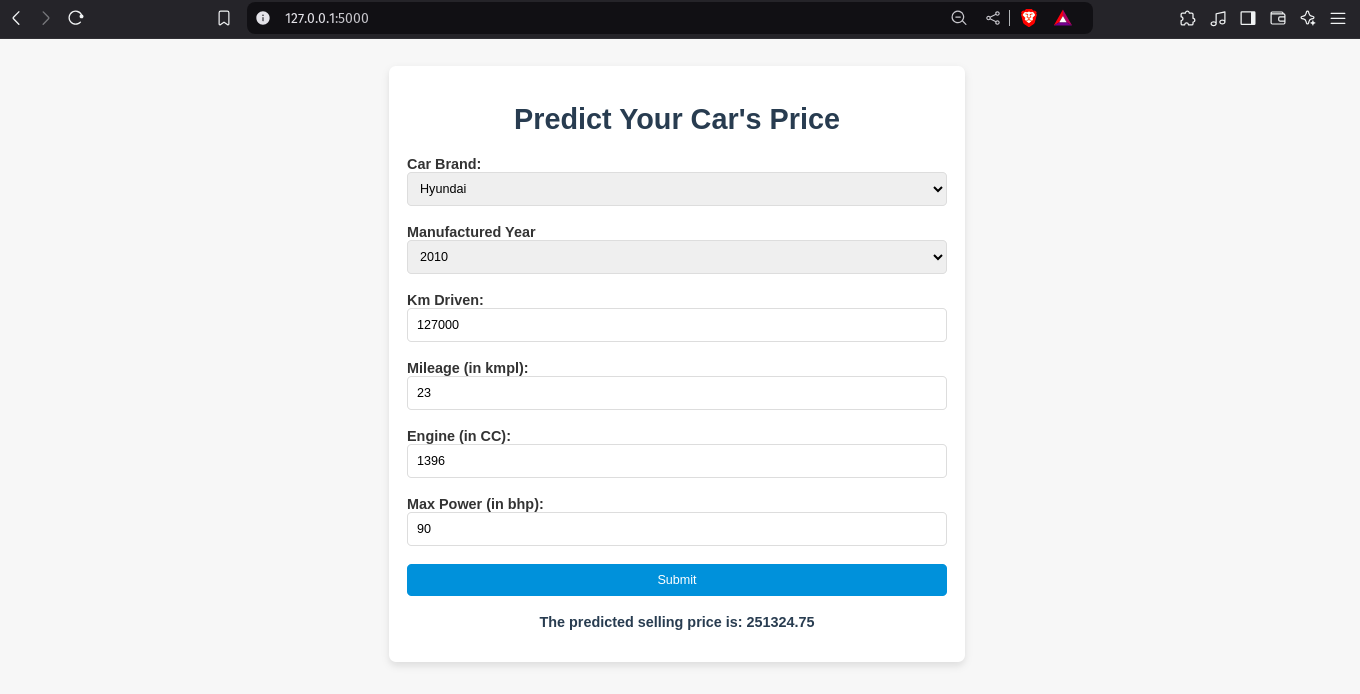 127.0.0.1:5000
Predict Your Car's Price
Car Brand:
Hyundai
Manufactured Year
2010
Km Driven:
127000
Mileage (in kmpl):
23
Engine (in CC):
1396
Max Power (in bhp):
90
Submit
The predicted selling price is: 251324.75